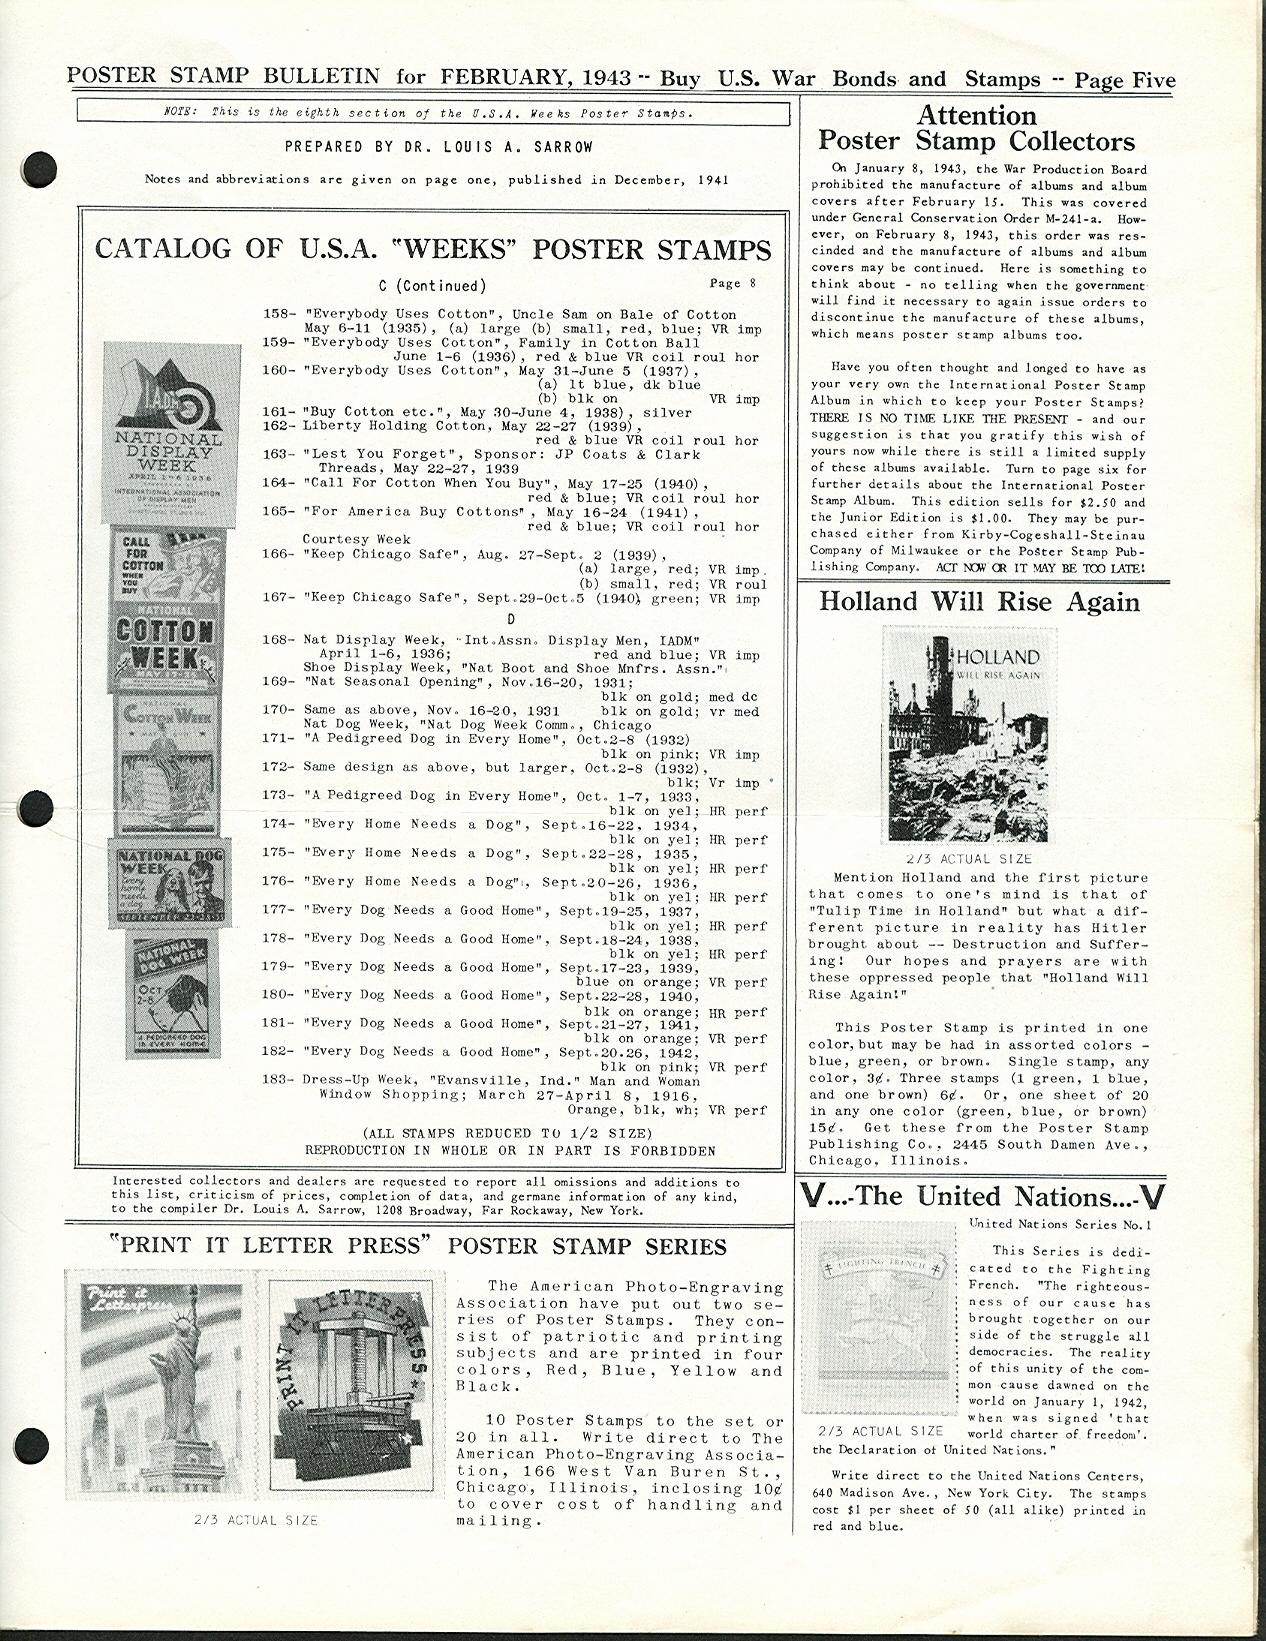 POSTER STAMP BULLETIN for FEBRUARY, 1943 -- Buy U.S. War Bonds and Stamps -- Page Five
NOTE: This is the eighth section of the U.S.A. Weeks Poster Stamps.
PREPARED BY DR. LOUIS A. SARROW
Notes and abbreviations are given on page one, published in December, 1941
CATALOG OF U.S.A. "WEEKS" POSTER STAMPS
C (Continued) Page 8
158- "Everybody Uses Cotton", Uncle Sam on Bale of Cotton
May 6-11 (1935), (a) large (b) small, red, blue; VR imp
159- "Everybody Uses Cotton", Family in Cotton Ball
June 1-6 (1936), red & blue VR coil roul hor
160- "Everybody Uses Cotton", May 31-June 5 (1937),
(a) lt blue, dk blue
(b) blk on VR imp
161- "Buy Cotton etc.", May 30-June 4, 1938), silver
162- Liberty Holding Cotton, May 22-27 (1939),
red & blue VR coil roul hor
163- "Lest You Forget", Sponsor: JP Coats & Clark
Threads, May 22-27, 1939
164- "Call For Cotton When You Buy", May 17-25 (1940),
red & blue; VR coil roul hor
165- "For America Buy Cottons", May 16-24 (1941),
red & blue; VR coil roul hor
Courtesy Week
166- "Keep Chicago Safe", Aug. 27-Sept. 2 (1939),
(a) large, red; VR imp.
(b) small, red; VR roul
167- "Keep Chicago Safe", Sept.29-Oct.5 (1940), green; VR imp
D
168- Nat Display Week, "Int.Assn. Display Men, IADM"
April 1-6, 1936; red and blue; VR imp
Shoe Display Week, "Nat Boot and Shoe Mnfrs. Assn."
169- "Nat Seasonal Opening", Nov.16-20, 1931;
blk on gold; med dc
170- Same as above, Nov. 16-20, 1931 blk on gold; vr med
Nat Dog Week, "Nat Dog Week Comm., Chicago
171- "A Pedigreed Dog in Every Home", Oct.2-8 (1932)
blk on pink; VR imp
172- Same design as above, but larger, Oct.2-8 (1932),
blk; Vr imp
173- "A Pedigreed Dog in Every Home", Oct. 1-7, 1933,
blk on yel; HR perf
174- "Every Home Needs a Dog", Sept.16-22, 1934,
blk on yel; HR perf
175- "Every Home Needs a Dog", Sept.22-28, 1935,
blk on yel; HR perf
176- "Every Home Needs a Dog", Sept.20-26, 1936,
blk on yel; HR perf
177- "Every Dog Needs a Good Home", Sept.19-25, 1937,
blk on yel; HR perf
178- "Every Dog Needs a Good Home", Sept.18-24, 1938,
blk on yel; HR perf
179- "Every Dog Needs a Good Home", Sept.17-23, 1939,
blue on orange; VR perf
180- "Every Dog Needs a Good Home", Sept.22-28, 1940,
blk on orange; HR perf
181- "Every Dog Needs a Good Home", Sept.21-27, 1941,
blk on orange; VR perf
182- "Every Dog Needs a Good Home", Sept.20.26, 1942,
blk on pink; VR perf
183- Dress-Up Week, "Evansville, Ind." Man and Woman
Window Shopping; March 27-April 8, 1916,
Orange, blk, wh; VR perf
(ALL STAMPS REDUCED TO 1/2 SIZE)
REPRODUCTION IN WHOLE OR IN PART IS FORBIDDEN
IADM
NATIONAL
DISPLAY
WEEK
APRIL 1-6 1936
INTERNATIONAL ASSOCIATION
OF DISPLAY MEN
CALL
FOR
COTTON
WHEN
YOU
BUY
NATIONAL
COTTON
WEEK
MAY 17-25
NATIONAL
COTTON WEEK
NATIONAL DOG
WEEK
Every
home
needs
a dog
SEPTEMBER 22-28-35
NATIONAL
DOG WEEK
OCT
2-8
A PEDIGREED DOG
IN EVERY HOME
Interested collectors and dealers are requested to report all omissions and additions to
this list, criticism of prices, completion of data, and germane information of any kind,
to the compiler Dr. Louis A. Sarrow, 1208 Broadway, Far Rockaway, New York.
"PRINT IT LETTER PRESS" POSTER STAMP SERIES
Print it
Letterpress
PRINT IT LETTERPRESS
2/3 ACTUAL SIZE
The American Photo-Engraving
Association have put out two se-
ries of Poster Stamps. They con-
sist of patriotic and printing
subjects and are printed in four
colors, Red, Blue, Yellow and
Black.
10 Poster Stamps to the set or
20 in all. Write direct to The
American Photo-Engraving Associa-
tion, 166 West Van Buren St.,
Chicago, Illinois, inclosing 10¢
to cover cost of handling and
mailing.
Attention
Poster Stamp Collectors
On January 8, 1943, the War Production Board
prohibited the manufacture of albums and album
covers after February 15. This was covered
under General Conservation Order M-241-a. How-
ever, on February 8, 1943, this order was res-
cinded and the manufacture of albums and album
covers may be continued. Here is something to
think about - no telling when the government
will find it necessary to again issue orders to
discontinue the manufacture of these albums,
which means poster stamp albums too.
Have you often thought and longed to have as
your very own the International Poster Stamp
Album in which to keep your Poster Stamps?
THERE IS NO TIME LIKE THE PRESENT - and our
suggestion is that you gratify this wish of
yours now while there is still a limited supply
of these albums available. Turn to page six for
further details about the International Poster
Stamp Album. This edition sells for $2.50 and
the Junior Edition is $1.00. They may be pur-
chased either from Kirby-Cogeshall-Steinau
Company of Milwaukee or the Poster Stamp Pub-
lishing Company. ACT NOW OR IT MAY BE TOO LATE!
Holland Will Rise Again
HOLLAND
WILL RISE AGAIN
2/3 ACTUAL SIZE
Mention Holland and the first picture
that comes to one's mind is that of
"Tulip Time in Holland" but what a dif-
ferent picture in reality has Hitler
brought about -- Destruction and Suffer-
ing! Our hopes and prayers are with
these oppressed people that "Holland Will
Rise Again!"
This Poster Stamp is printed in one
color, but may be had in assorted colors -
blue, green, or brown. Single stamp, any
color, 3¢. Three stamps (1 green, 1 blue,
and one brown) 6¢. Or, one sheet of 20
in any one color (green, blue, or brown)
15¢. Get these from the Poster Stamp
Publishing Co., 2445 South Damen Ave.,
Chicago, Illinois.
V...-The United Nations...-V
FIGHTING FRENCH
2/3 ACTUAL SIZE
United Nations Series No. 1
This Series is dedi-
cated to the Fighting
French. "The righteous-
ness of our cause has
brought together on our
side of the struggle all
democracies. The reality
of this unity of the com-
mon cause dawned on the
world on January 1, 1942,
when was signed 'that
world charter of freedom'.
the Declaration of United Nations."
Write direct to the United Nations Centers,
640 Madison Ave., New York City. The stamps
cost $1 per sheet of 50 (all alike) printed in
red and blue.